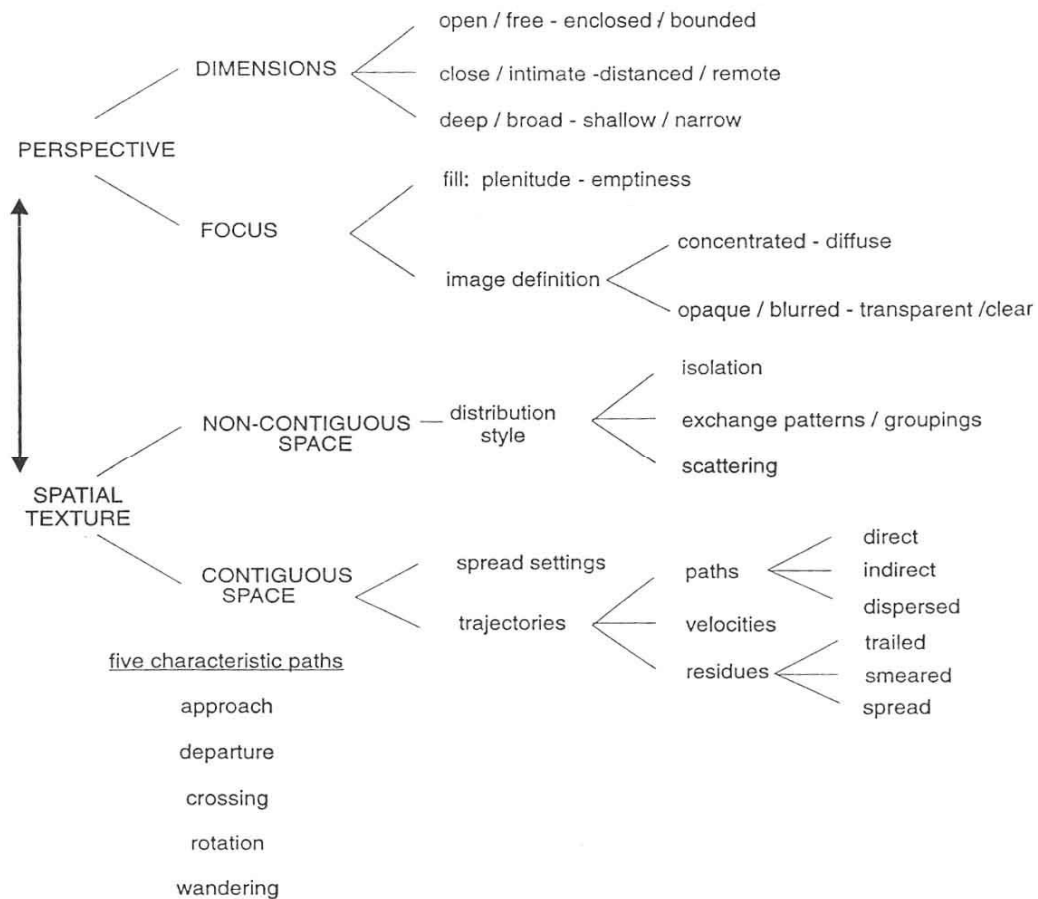 open / free - enclosed / bounded
DIMENSIONS
close / intimate -distanced / remote
deep / broad - shallow / narrow
PERSPECTIVE
fill: plenitude - emptiness
FOCUS
concentrated - diffuse
image definition
opaque / blurred - transparent /clear
isolation
NON-CONTIGUOUS
SPACE
distribution
style
exchange patterns / groupings
scattering
SPATIAL
TEXTURE
direct
spread settings
paths
indirect
CONTIGUOUS
SPACE
dispersed
trajectories
velocities
trailed
residues
smeared
spread
five characteristic paths
approach
departure
crossing
rotation
wandering